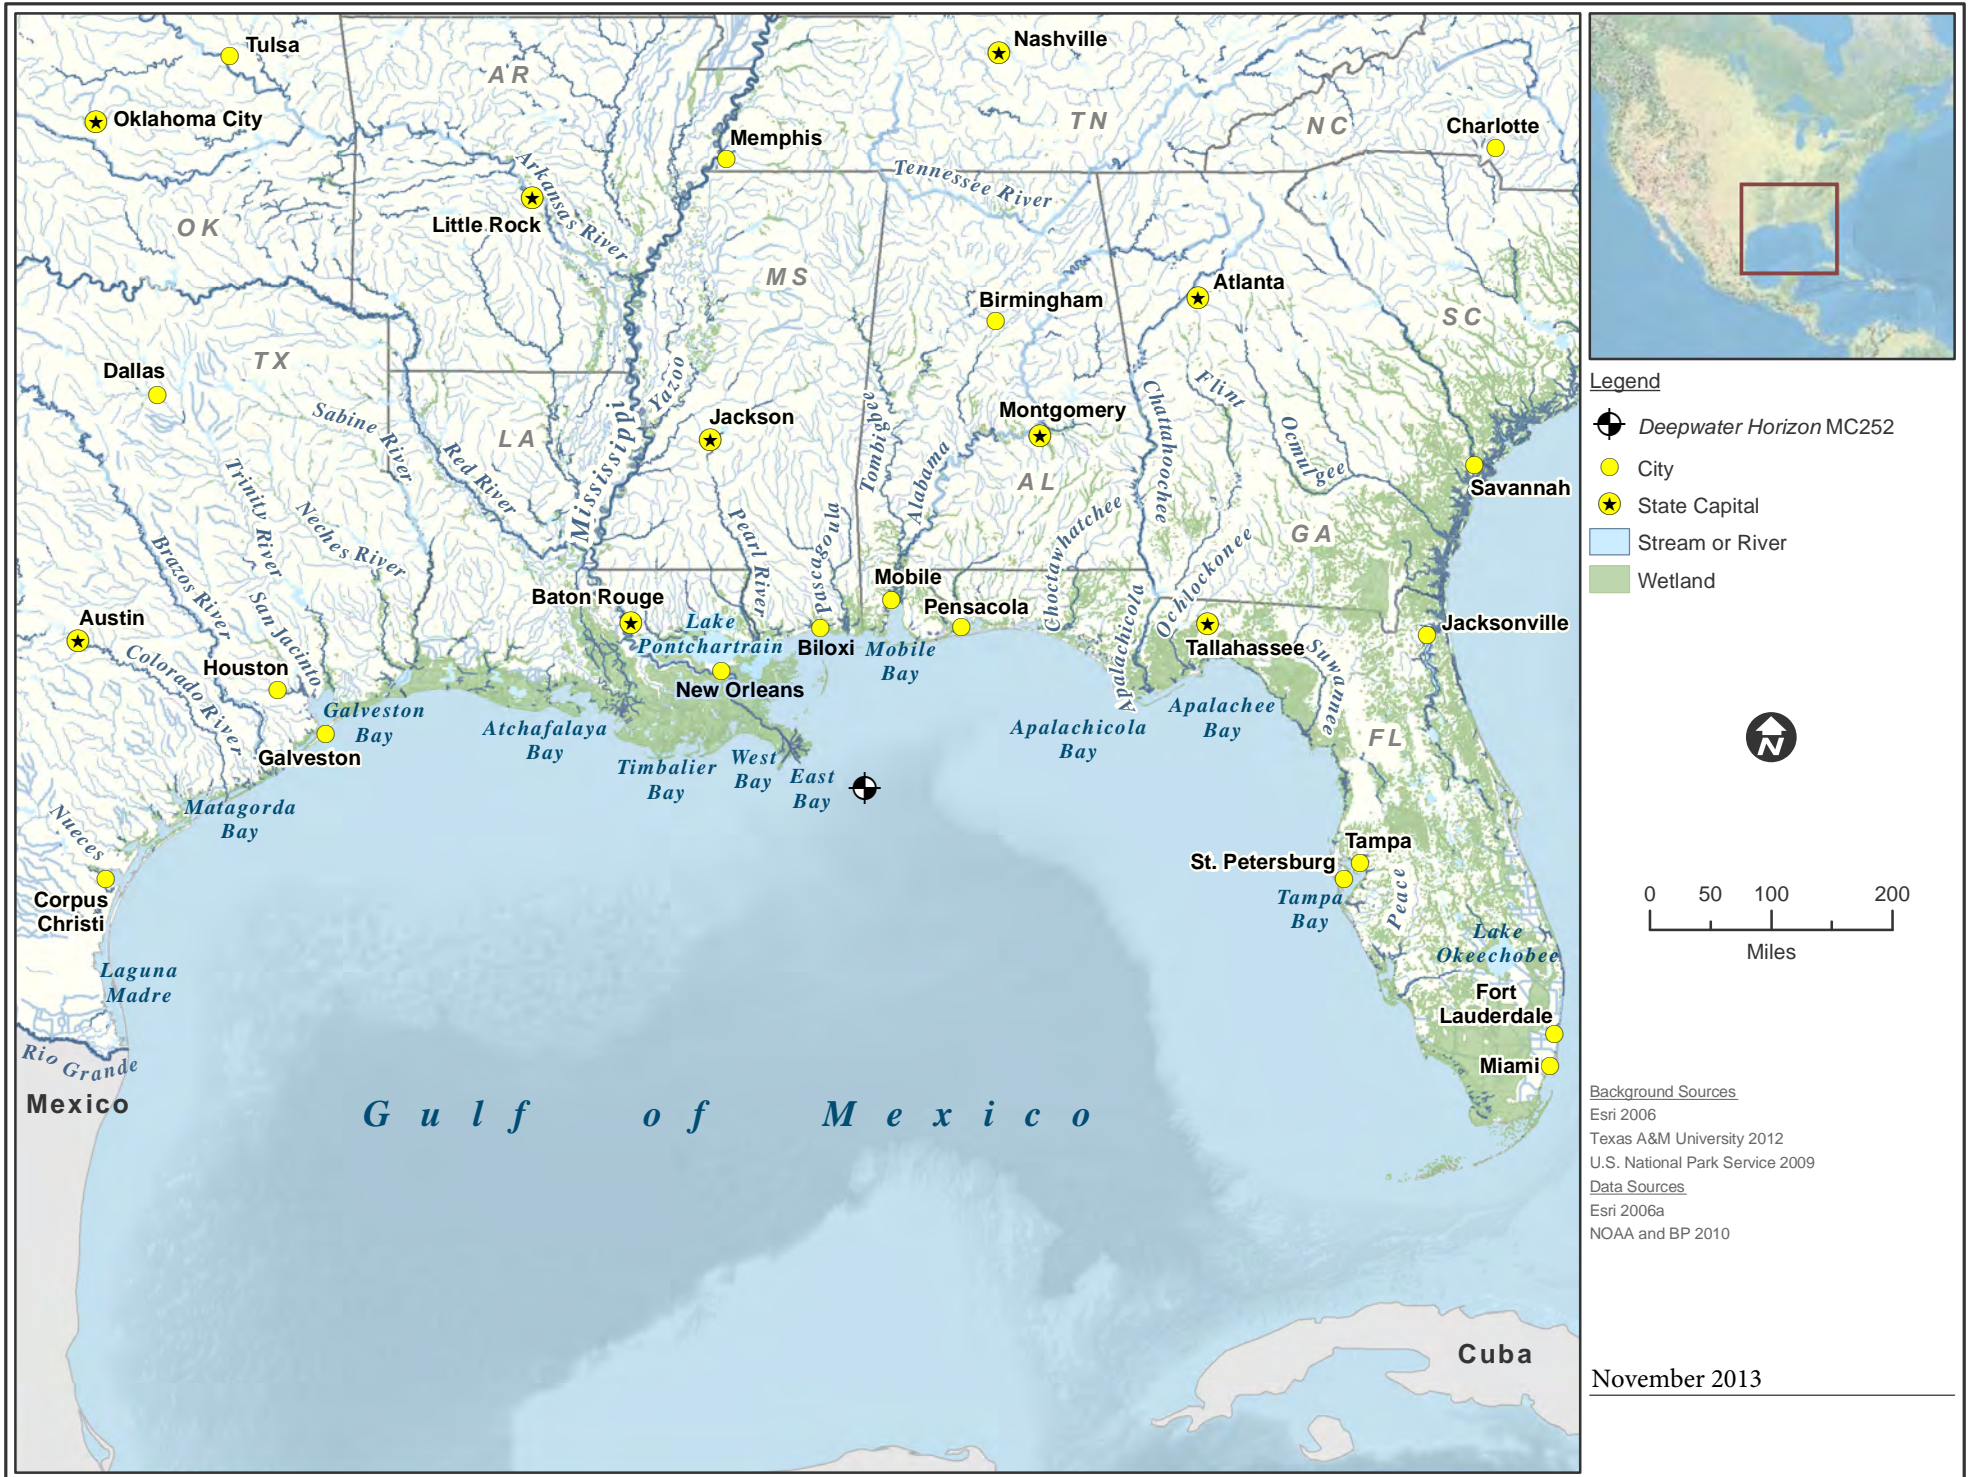 Tulsa
Nashville
AR
Oklahoma City
TN
NC
Charlotte
Memphis
Arkansas River
Tennessee River
Little Rock
OK
MS
Atlanta
Birmingham
SC
TX
Dallas
Sabine River
LA
Mississippi
Yazoo
Jackson
Tombigbee
Montgomery
Chattahoochee
Flint
Ocmulgee
Red River
Trinity River
Neches River
Alabama
AL
Savannah
Pearl River
Pascagoula
Choctawhatchee
Ochlockonee
GA
Brazos River
San Jacinto
Austin
Baton Rouge
Mobile
Pensacola
Lake
Pontchartrain
Apalachicola
Jacksonville
Colorado River
Houston
Biloxi
Mobile
Bay
Tallahassee
Suwannee
New Orleans
Galveston
Bay
Atchafalaya
Bay
Apalachicola
Bay
Apalachee
Bay
FL
Galveston
Timbalier
Bay
West
Bay
East
Bay
Matagorda
Bay
Nueces
Tampa
St. Petersburg
Tampa
Bay
Peace
Corpus
Christi
Lake
Okeechobee
Laguna
Madre
Fort
Lauderdale
Rio Grande
Miami
Mexico
Gulf of Mexico
Cuba
Legend
Deepwater Horizon MC252
City
State Capital
Stream or River
Wetland
N
0 50 100 200
Miles
Background Sources
Esri 2006
Texas A&M University 2012
U.S. National Park Service 2009
Data Sources
Esri 2006a
NOAA and BP 2010
November 2013